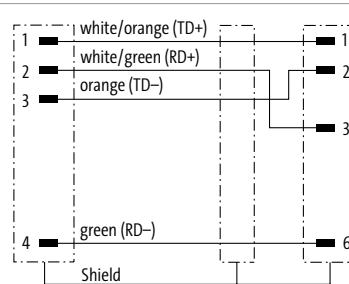 1 white/orange (TD+) 1
2 white/green (RD+) 2
3 orange (TD–)
3
4 green (RD–) 6
Shield